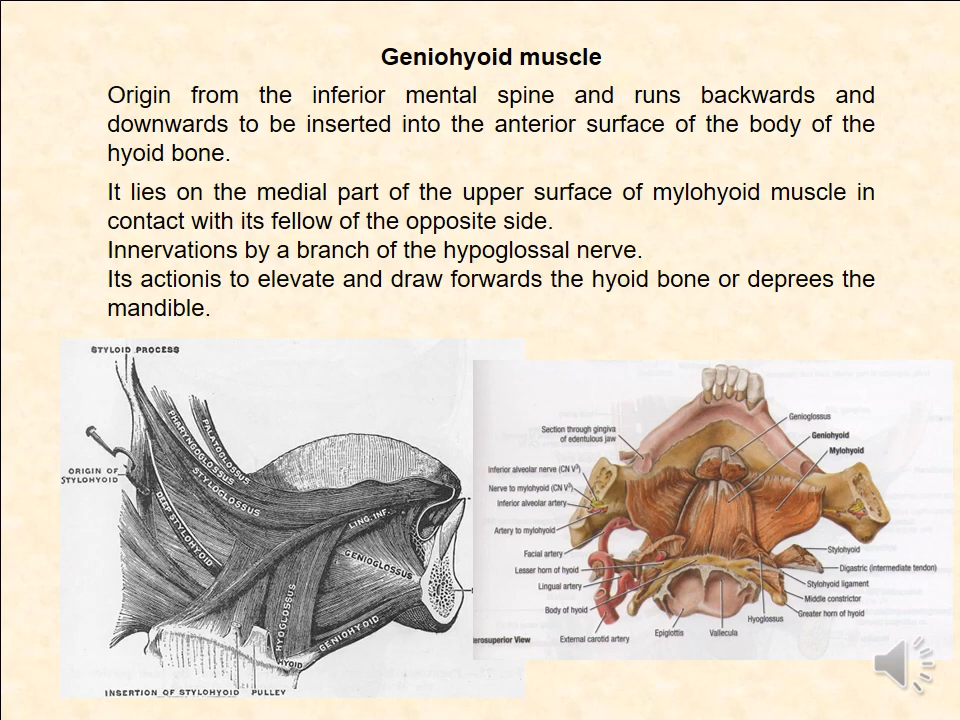 Geniohyoid muscle
Origin from the inferior mental spine and runs backwards and
downwards to be inserted into the anterior surface of the body of the
hyoid bone.
It lies on the medial part of the upper surface of mylohyoid muscle in
contact with its fellow of the opposite side.
Innervations by a branch of the hypoglossal nerve.
Its actionis to elevate and draw forwards the hyoid bone or deprees the
mandible.
STYLOID PROCESS
PALATOGLOSSUS
PHARYNGOGLOSSUS
STYLOGLOSSUS
ORIGIN OF
STYLOHYOID
DEEP STYLOHYOID
LING. INF.
GENIOGLOSSUS
HYOGLOSSUS
GENIOHYOID
HYOID
INSERTION OF STYLOHYOID PULLEY
Genioglossus
Section through gingiva
of edentulous jaw
Geniohyoid
Mylohyoid
Inferior alveolar nerve (CN V³)
Nerve to mylohyoid (CN V³)
Inferior alveolar artery
Artery to mylohyoid
Facial artery
Lesser horn of hyoid
Lingual artery
Body of hyoid
External carotid artery
Epiglottis
Vallecula
Hyoglossus
Stylohyoid
Digastric (intermediate tendon)
Stylohyoid ligament
Middle constrictor
Greater horn of hyoid
terosuperior View